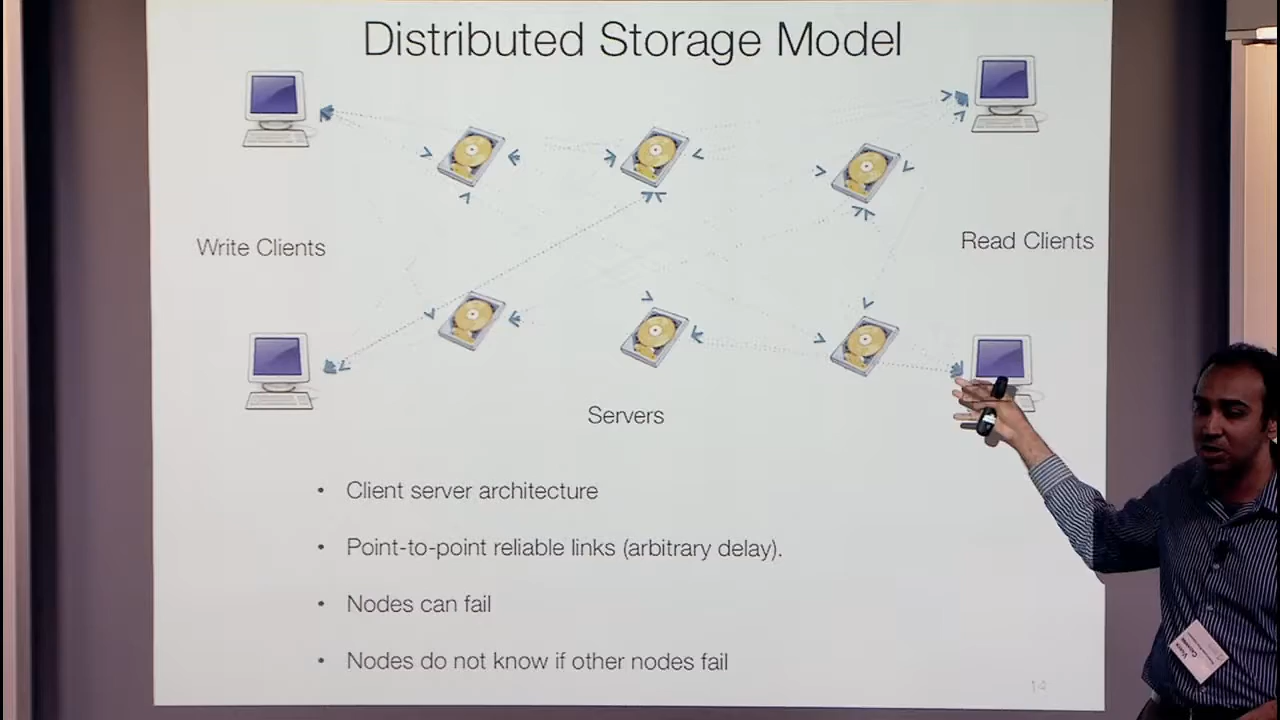 Distributed Storage Model
Write Clients
Read Clients
Servers
• Client server architecture
• Point-to-point reliable links (arbitrary delay).
• Nodes can fail
• Nodes do not know if other nodes fail
14